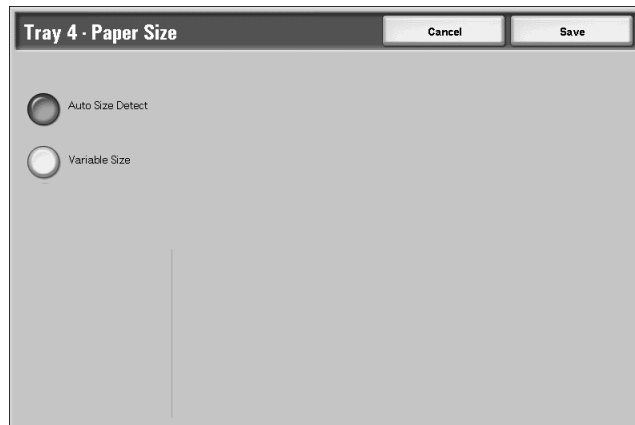 Tray 4 - Paper Size
Cancel
Save
Auto Size Detect
Variable Size